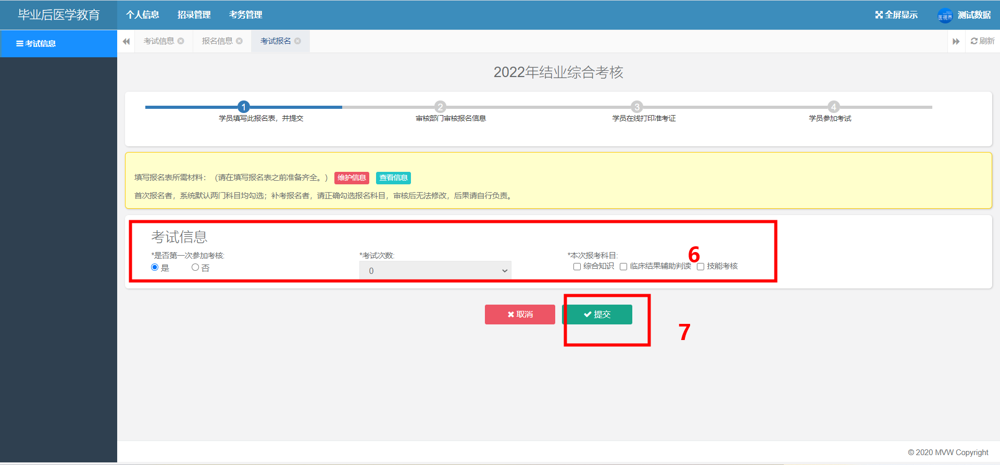 毕业后医学教育 个人信息 招录管理 考务管理 全屏显示 医视界 测试数据
考试信息 考试信息 报名信息 考试报名 刷新
2022年结业综合考核
1 2 3 4
学员填写此报名表，并提交 审核部门审核报名信息 学员在线打印准考证 学员参加考试
填写报名表所需材料：（请在填写报名表之前准备齐全。） 维护信息 查看信息
首次报名者，系统默认两门科目均勾选；补考报名者，请正确勾选报名科目，审核后无法修改，后果请自行负责。
考试信息
*是否第一次参加考核: *考试次数: *本次报考科目: 6
是 否 0 综合知识 临床结果辅助判读 技能考核
取消 提交
7
© 2020 MVW Copyright